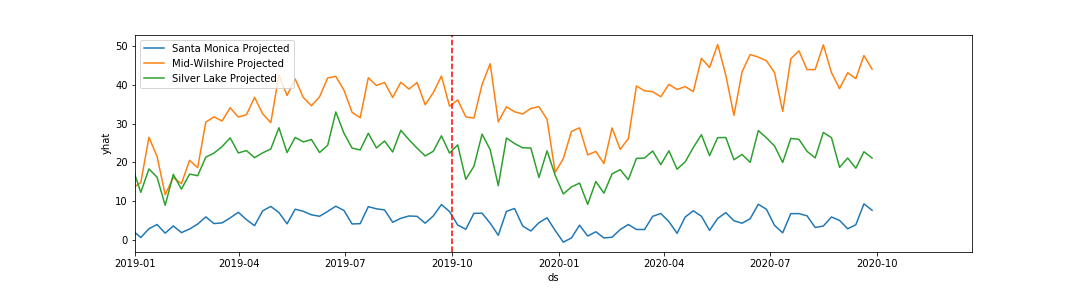 Santa Monica Projected
Mid-Wilshire Projected
Silver Lake Projected
50
40
30
20
10
0
yhat
2019-01
2019-04
2019-07
2019-10
2020-01
2020-04
2020-07
2020-10
ds